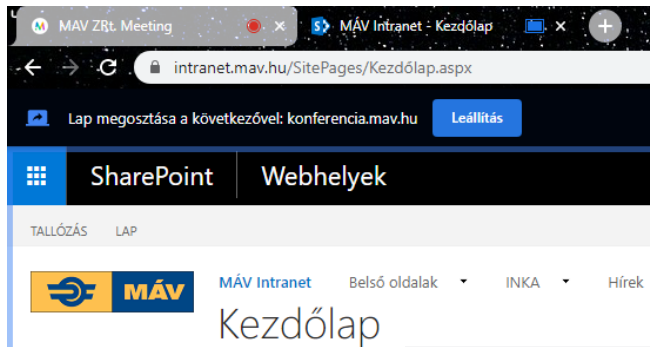 MAV ZRt. Meeting MÁV Intranet - Kezdőlap
intranet.mav.hu/SitePages/Kezdőlap.aspx
Lap megosztása a következővel: konferencia.mav.hu Leállítás
SharePoint Webhelyek
TALLÓZÁS LAP
MÁV MÁV Intranet Belső oldalak INKA Hírek
Kezdőlap